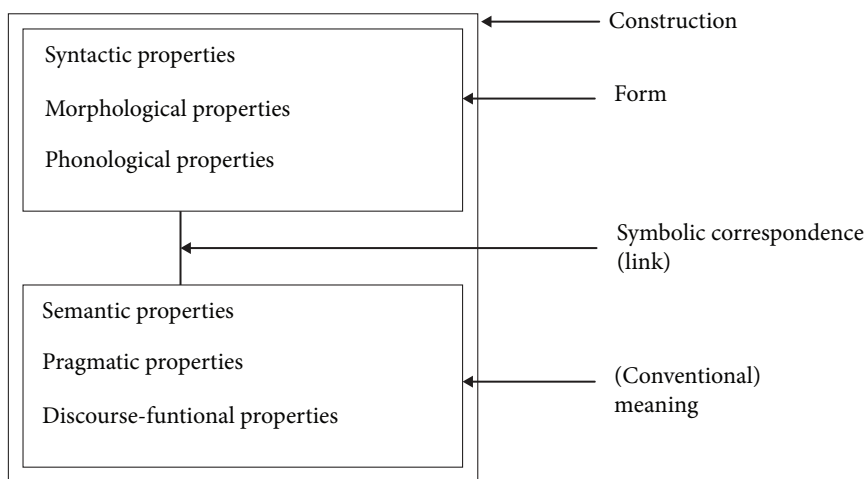 Construction
Syntactic properties
Morphological properties
Form
Phonological properties
Symbolic correspondence
(link)
Semantic properties
Pragmatic properties
(Conventional)
meaning
Discourse-funtional properties